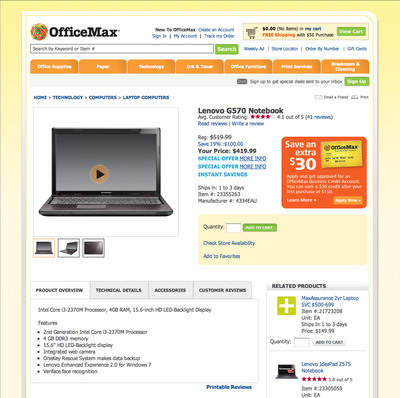 OfficeMax
New To OfficeMax Create an Account
Sign In | My Account | Track my Order
$0.00 (No Items) in my cart
FREE Shipping with $50 Purchase
View Cart
Search by Keyword or Item #
Search
Weekly Ad | Store Locator | Order By Number | Gift Cards
Office Supplies
Paper
Technology
Ink & Toner
Office Furniture
Print Services
Breakroom & Cleaning
Sign up to get special deals sent to your inbox
Sign Up
HOME > TECHNOLOGY > COMPUTERS > LAPTOP COMPUTERS
Email a Friend
Print
Lenovo G570 Notebook
Avg. Customer Rating: 4.1 out of 5 (41 reviews)
Read reviews | Write a review
Reg: $519.99
Save 19% :$100.00
Your Price: $419.99
SPECIAL OFFER MORE INFO
SPECIAL OFFER MORE INFO
INSTANT SAVINGS
Ships in: 1 to 3 days
Item #: 23355263
Manufacturer #: 4334EAU
Save an
extra
$30
OfficeMax
Apply and get approved for an
OfficeMax Business Credit Account.
You can earn a $30 credit after your
first purchase of $150.
Learn More
Apply Now
Quantity:
ADD TO CART
Check Store Availability
Add to Favorites
PRODUCT OVERVIEW
TECHNICAL DETAILS
ACCESSORIES
CUSTOMER REVIEWS
Intel Core i3-2370M Processor, 4GB RAM, 15.6-inch HD LED-Backlight Display
Features
2nd Generation Intel Core i3-2370M Processor
4 GB DDR3 memory
15.6" HD LED-Backlight display
Integrated web camera
OneKey Rescue System makes data backup
Lenovo Enhanced Experience 2.0 for Windows 7
Veriface face recognition
Printable Reviews
RELATED PRODUCTS
MaxAssurance 2yr Laptop
SVC $500-699
Item #:21723208
Unit: EA
Ships In:1 to 3 days
Price: $149.99
Quantity:
ADD TO CART
Lenovo IdeaPad Z575
Notebook
5.0 out of 5
Item #:23305059
Unit: EA